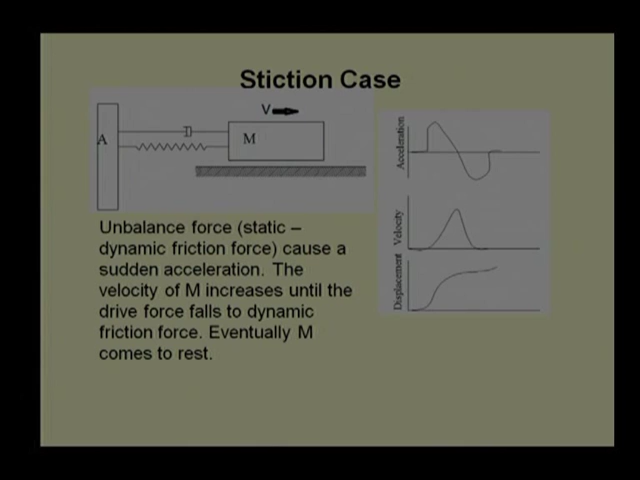 Stiction Case
V
A
M
Unbalance force (static –
dynamic friction force) cause a
sudden acceleration. The
velocity of M increases until the
drive force falls to dynamic
friction force. Eventually M
comes to rest.
Acceleration
Velocity
Displacement